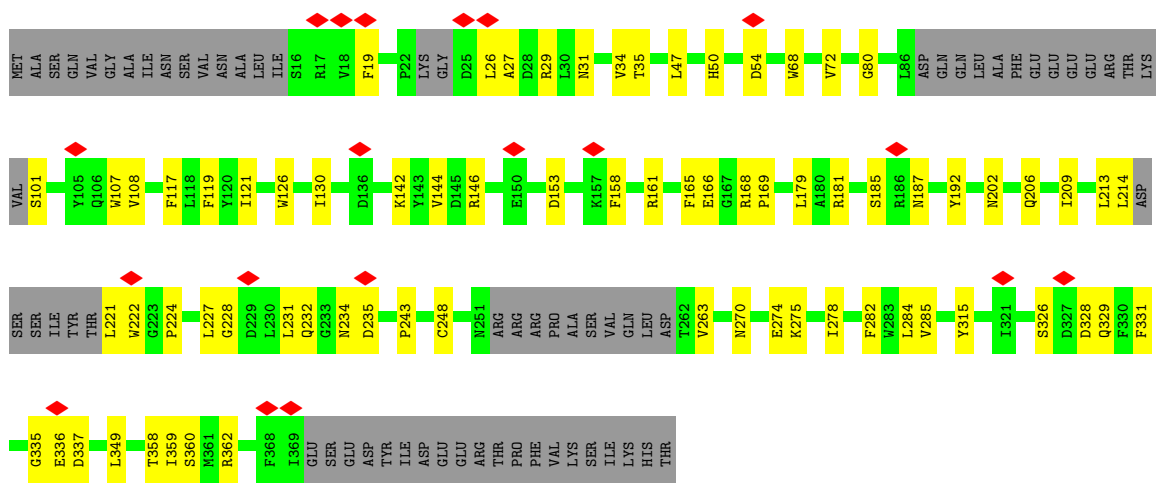 MET ALA SER GLN VAL GLY ALA ILE ASN SER VAL ASN ALA LEU ILE S16 R17 V18 F19 P22 LYS GLY D25 L26 A27 D28 R29 L30 N31 V34 T35 L47 H50 D54 W68 V72 G80 L86 ASP GLN GLN LEU ALA PHE GLU GLU GLU GLU ARG THR LYS
VAL S101 Y105 Q106 W107 V108 F117 L118 F119 Y120 I121 W126 I130 D136 K142 Y143 V144 D145 R146 E150 D153 K157 F158 R161 F165 E166 G167 R168 P169 L179 A180 R181 S185 R186 N187 Y192 N202 Q206 I209 L213 L214 ASP
SER SER ILE TYR THR L221 W222 G223 P224 L227 G228 D229 L230 L231 Q232 G233 N234 D235 P243 C248 N251 ARG ARG ARG PRO ALA SER VAL GLN LEU ASP T262 V263 N270 E274 K275 I278 F282 W283 L284 V285 Y315 I321 S326 D327 D328 Q329 F330 F331
G335 E336 D337 L349 T358 I359 S360 M361 R362 F368 I369 GLU SER GLU ASP TYR ILE ASP GLU GLU ARG THR PRO PHE VAL LYS SER ILE LYS HIS THR